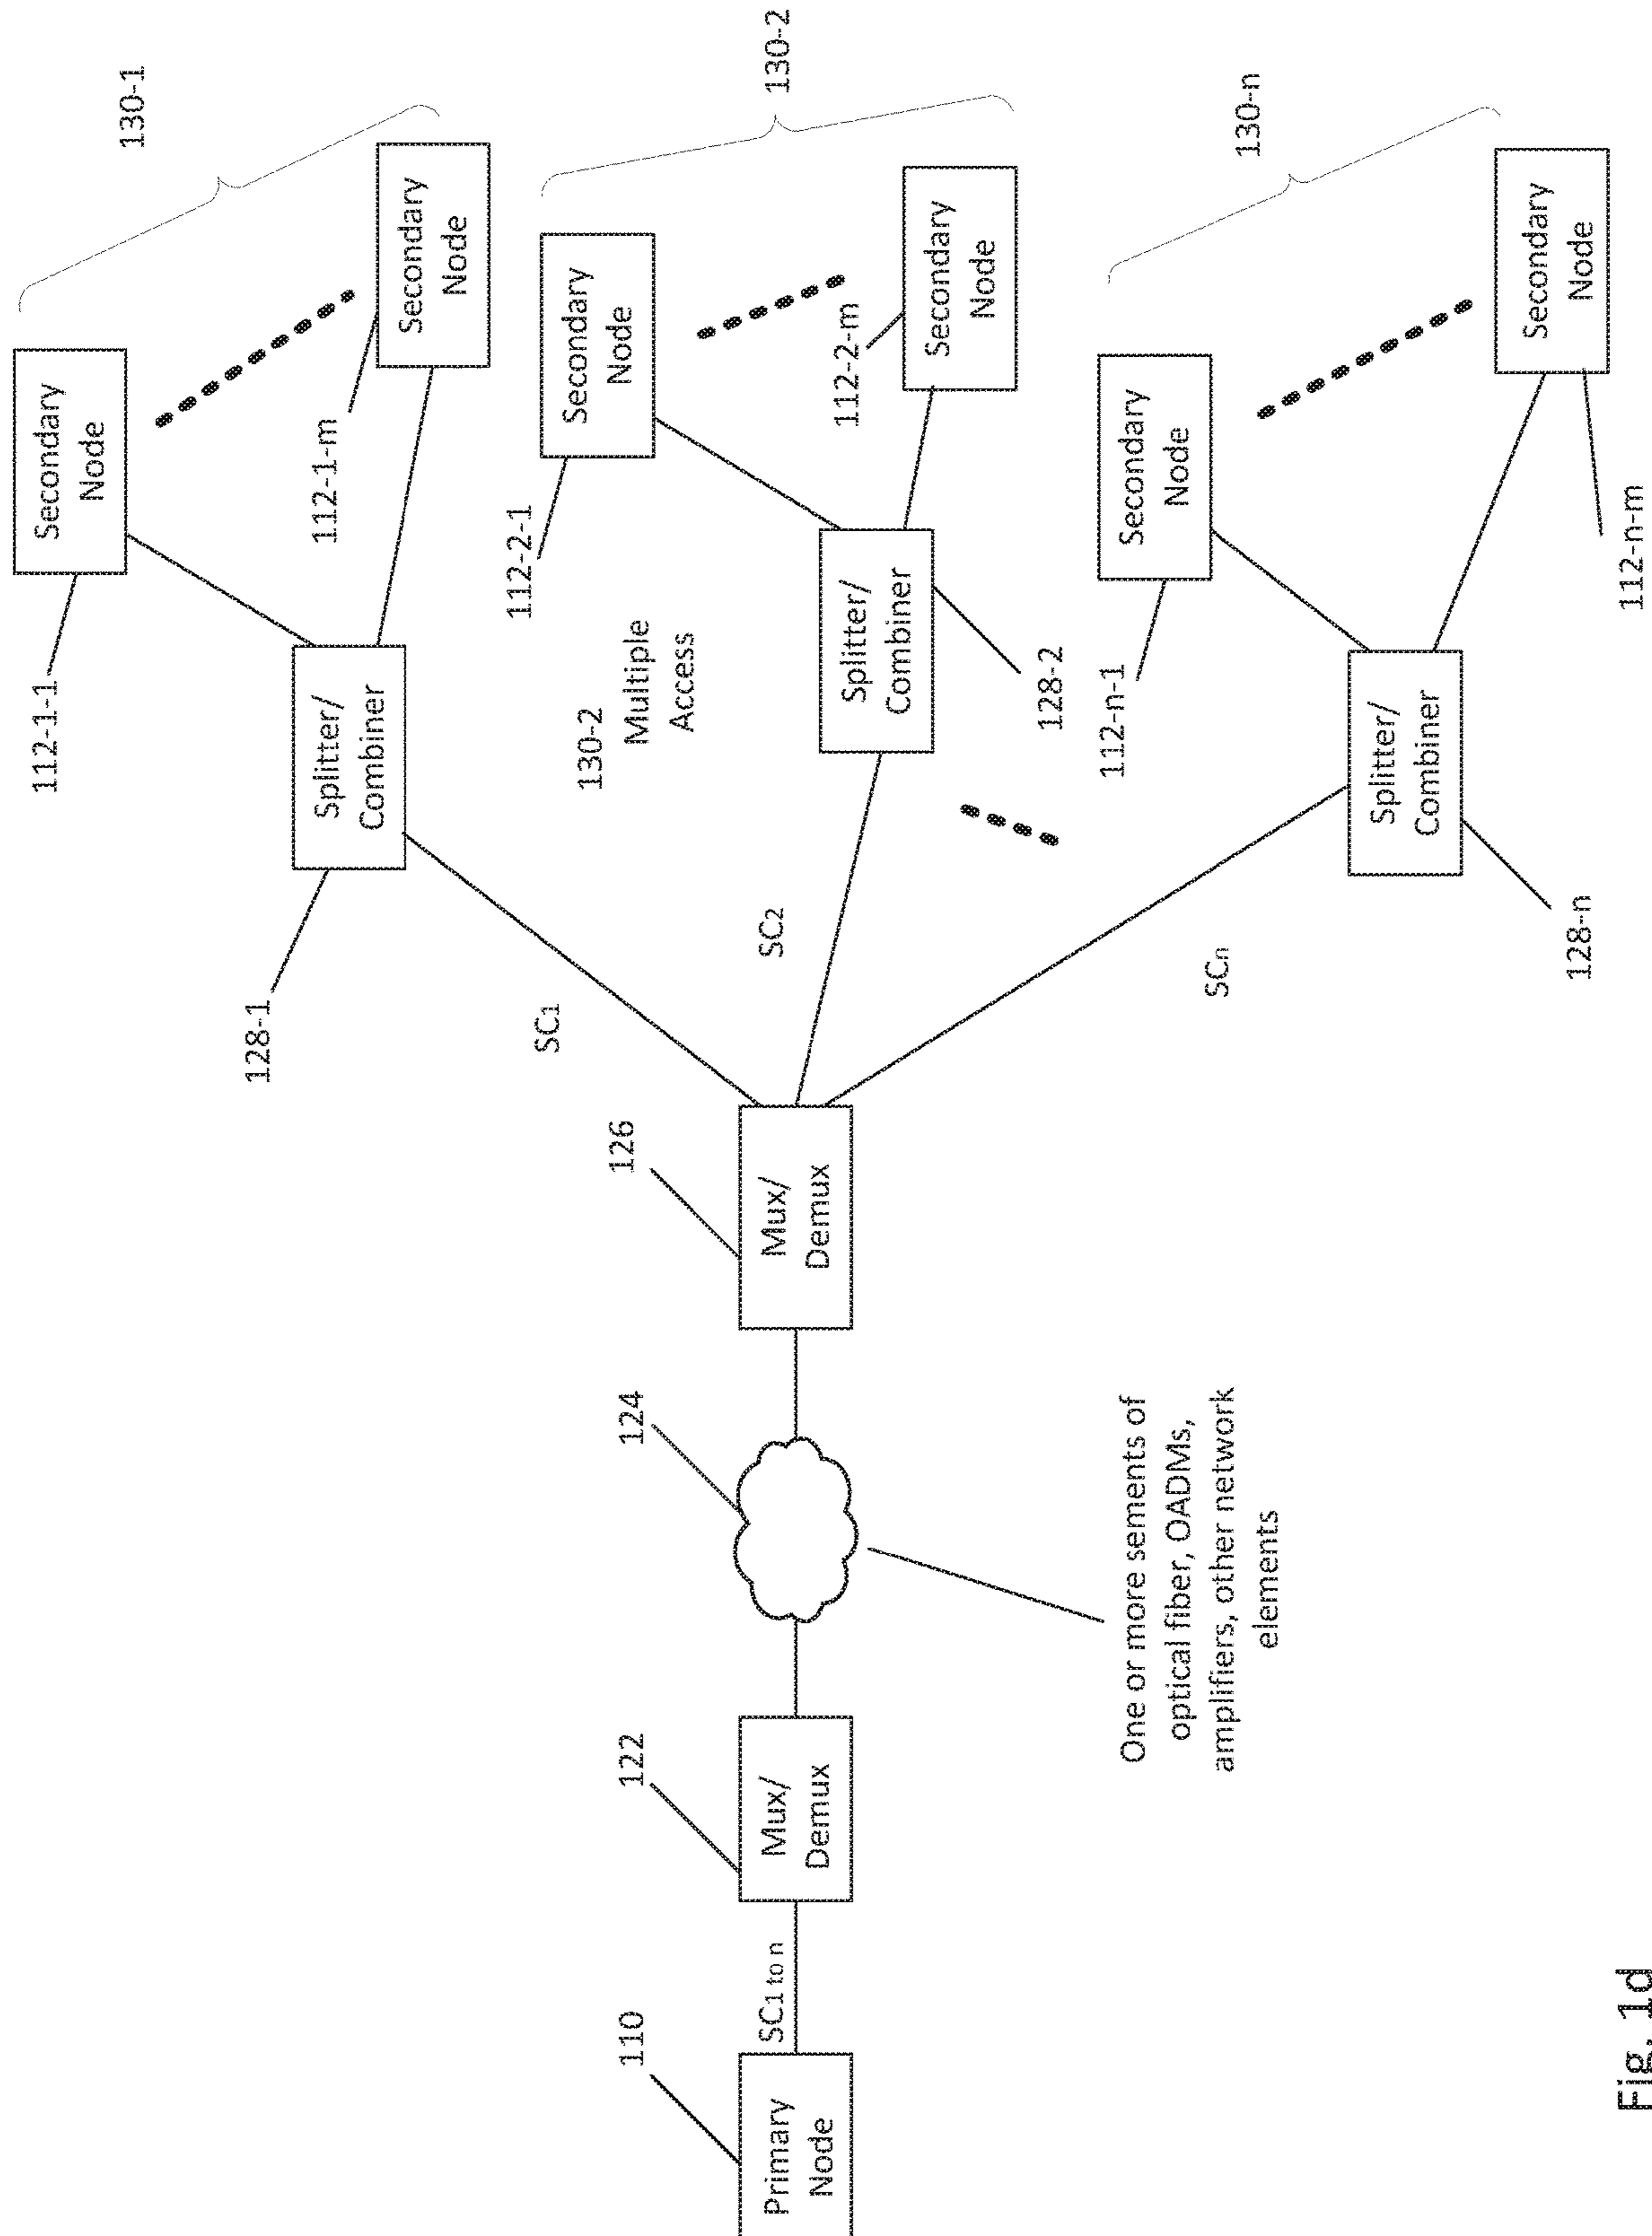 Primary
Node
110
SC1 to n
Mux/
Demux
122
124
One or more sements of
optical fiber, OADMs,
amplifiers, other network
elements
Mux/
Demux
126
SC1
SC2
SCn
128-1
Splitter/
Combiner
112-1-1
Secondary
Node
112-1-m
Secondary
Node
130-1
130-2
Multiple
Access
Splitter/
Combiner
128-2
112-2-1
Secondary
Node
112-2-m
Secondary
Node
130-2
Splitter/
Combiner
128-n
112-n-1
Secondary
Node
112-n-m
Secondary
Node
130-n
Fig. 1d